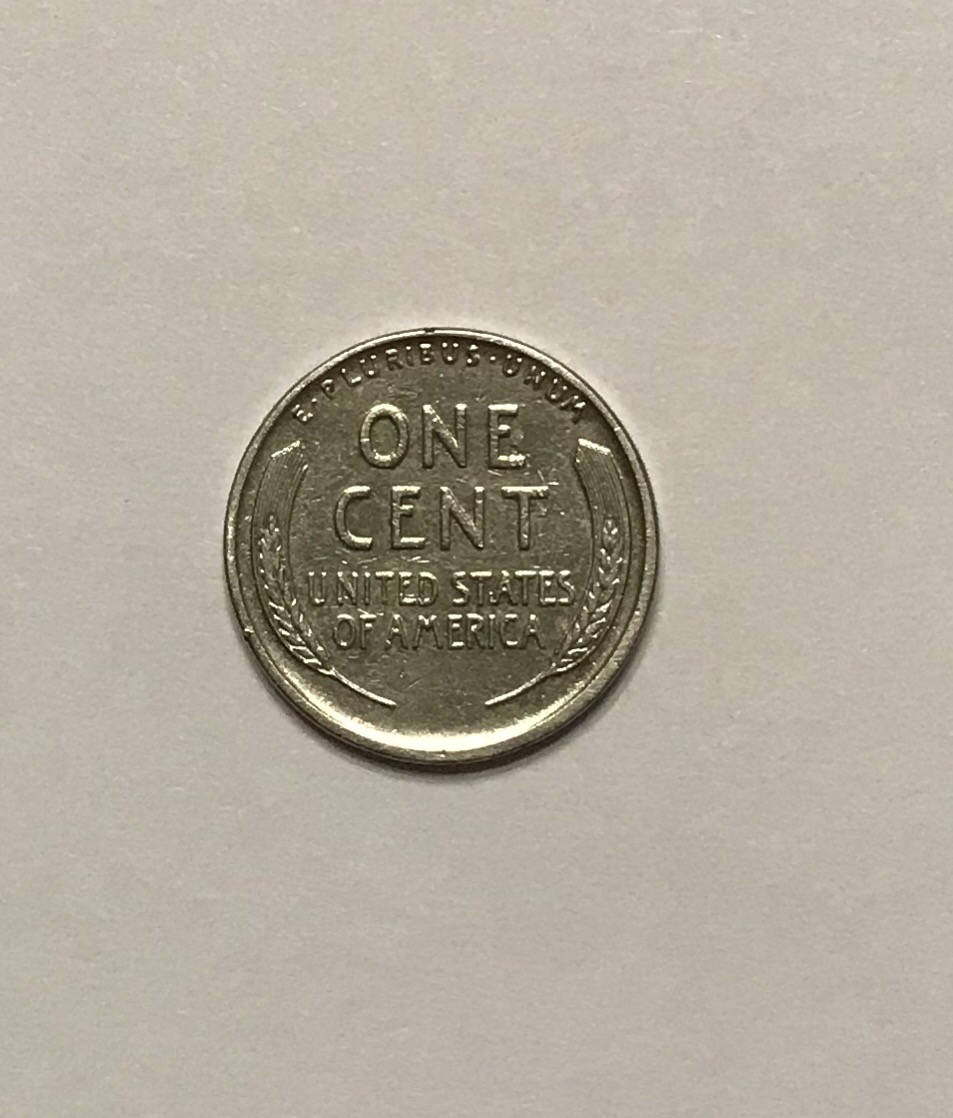 E·PLURIBUS·UNUM
ONE
CENT
UNITED STATES
OF AMERICA